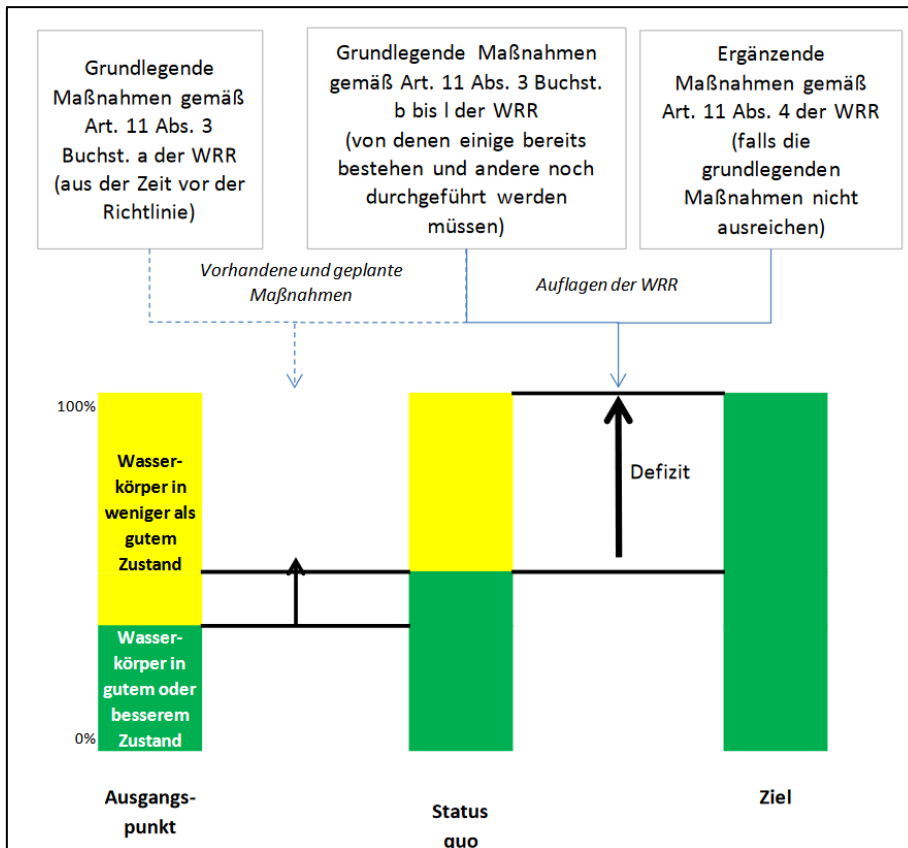 Grundlegende
Maßnahmen gemäß
Art. 11 Abs. 3
Buchst. a der WRR
(aus der Zeit vor der
Richtlinie)
Grundlegende Maßnahmen
gemäß Art. 11 Abs. 3 Buchst.
b bis l der WRR
(von denen einige bereits
bestehen und andere noch
durchgeführt werden
müssen)
Ergänzende
Maßnahmen gemäß
Art. 11 Abs. 4 der WRR
(falls die
grundlegenden
Maßnahmen nicht
ausreichen)
Vorhandene und geplante
Maßnahmen
Auflagen der WRR
100%
Wasser-
körper in
weniger als
gutem
Zustand
Defizit
Wasser-
körper in
gutem oder
besserem
Zustand
0%
Ausgangs-
punkt
Status
quo
Ziel